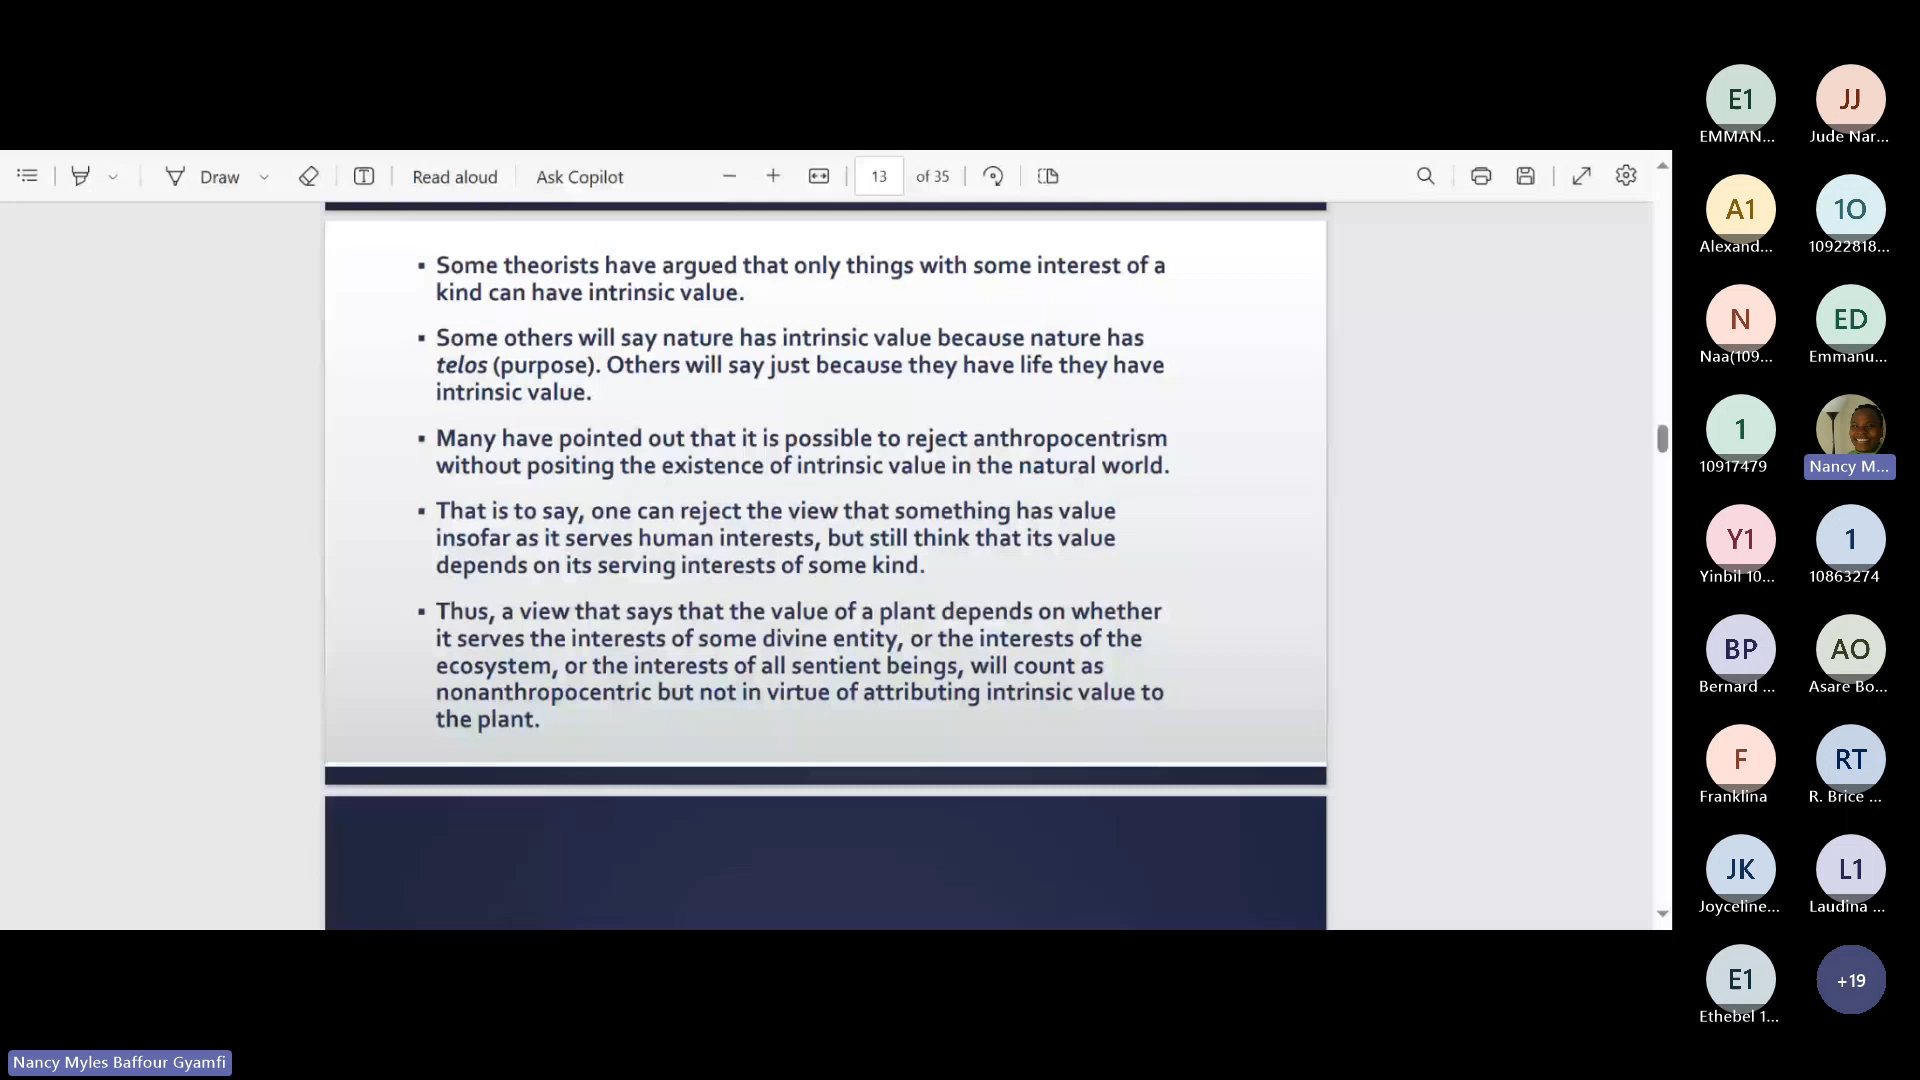 Read aloud
Ask Copilot
Draw
13 of 35
▪ Some theorists have argued that only things with some interest of a
kind can have intrinsic value.
▪ Some others will say nature has intrinsic value because nature has
telos (purpose). Others will say just because they have life they have
intrinsic value.
▪ Many have pointed out that it is possible to reject anthropocentrism
without positing the existence of intrinsic value in the natural world.
▪ That is to say, one can reject the view that something has value
insofar as it serves human interests, but still think that its value
depends on its serving interests of some kind.
▪ Thus, a view that says that the value of a plant depends on whether
it serves the interests of some divine entity, or the interests of the
ecosystem, or the interests of all sentient beings, will count as
nonanthropocentric but not in virtue of attributing intrinsic value to
the plant.
E1
EMMAN...
JJ
Jude Nar...
A1
Alexand...
1O
10922818...
N
Naa(109...
ED
Emmanu...
1
10917479
Nancy M...
Y1
Yinbil 10...
1
10863274
BP
Bernard ...
AO
Asare Bo...
F
Franklina
RT
R. Brice ...
JK
Joyceline...
L1
Laudina ...
E1
Ethebel 1...
+19
Nancy Myles Baffour Gyamfi